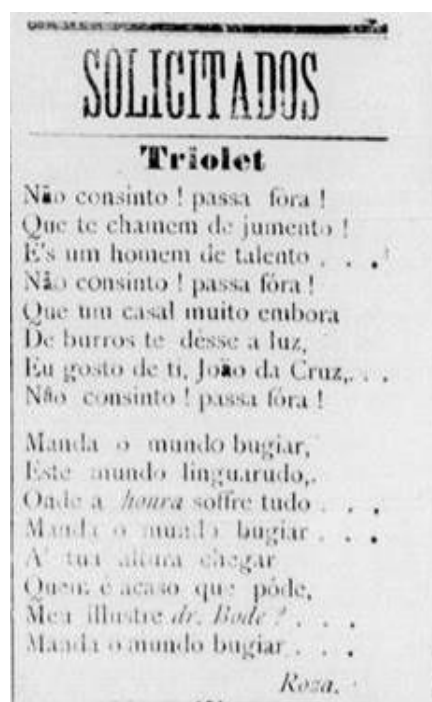 SOLICITADOS
Triolet
Não consinto ! passa fóra !
Que te chamem de jumento !
E's um homem de talento . . .
Não consinto ! passa fóra !
Que um casal muito embora
De burros te désse a luz,
Eu gosto de ti, João da Cruz, . .
Não consinto ! passa fóra !
Manda o mundo bugiar,
Este mundo linguarudo,
Onde a honra soffre tudo . . .
Manda o mundo bugiar . . .
A' tua altura chegar
Quem é acaso que póde,
Meu illustre dr. Bode ? . . .
Manda o mundo bugiar . . .
Roza.